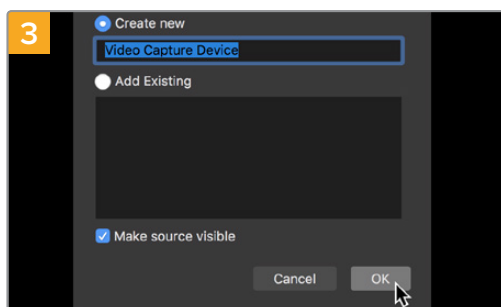 3
Create new
Video Capture Device
Add Existing
Make source visible
Cancel OK